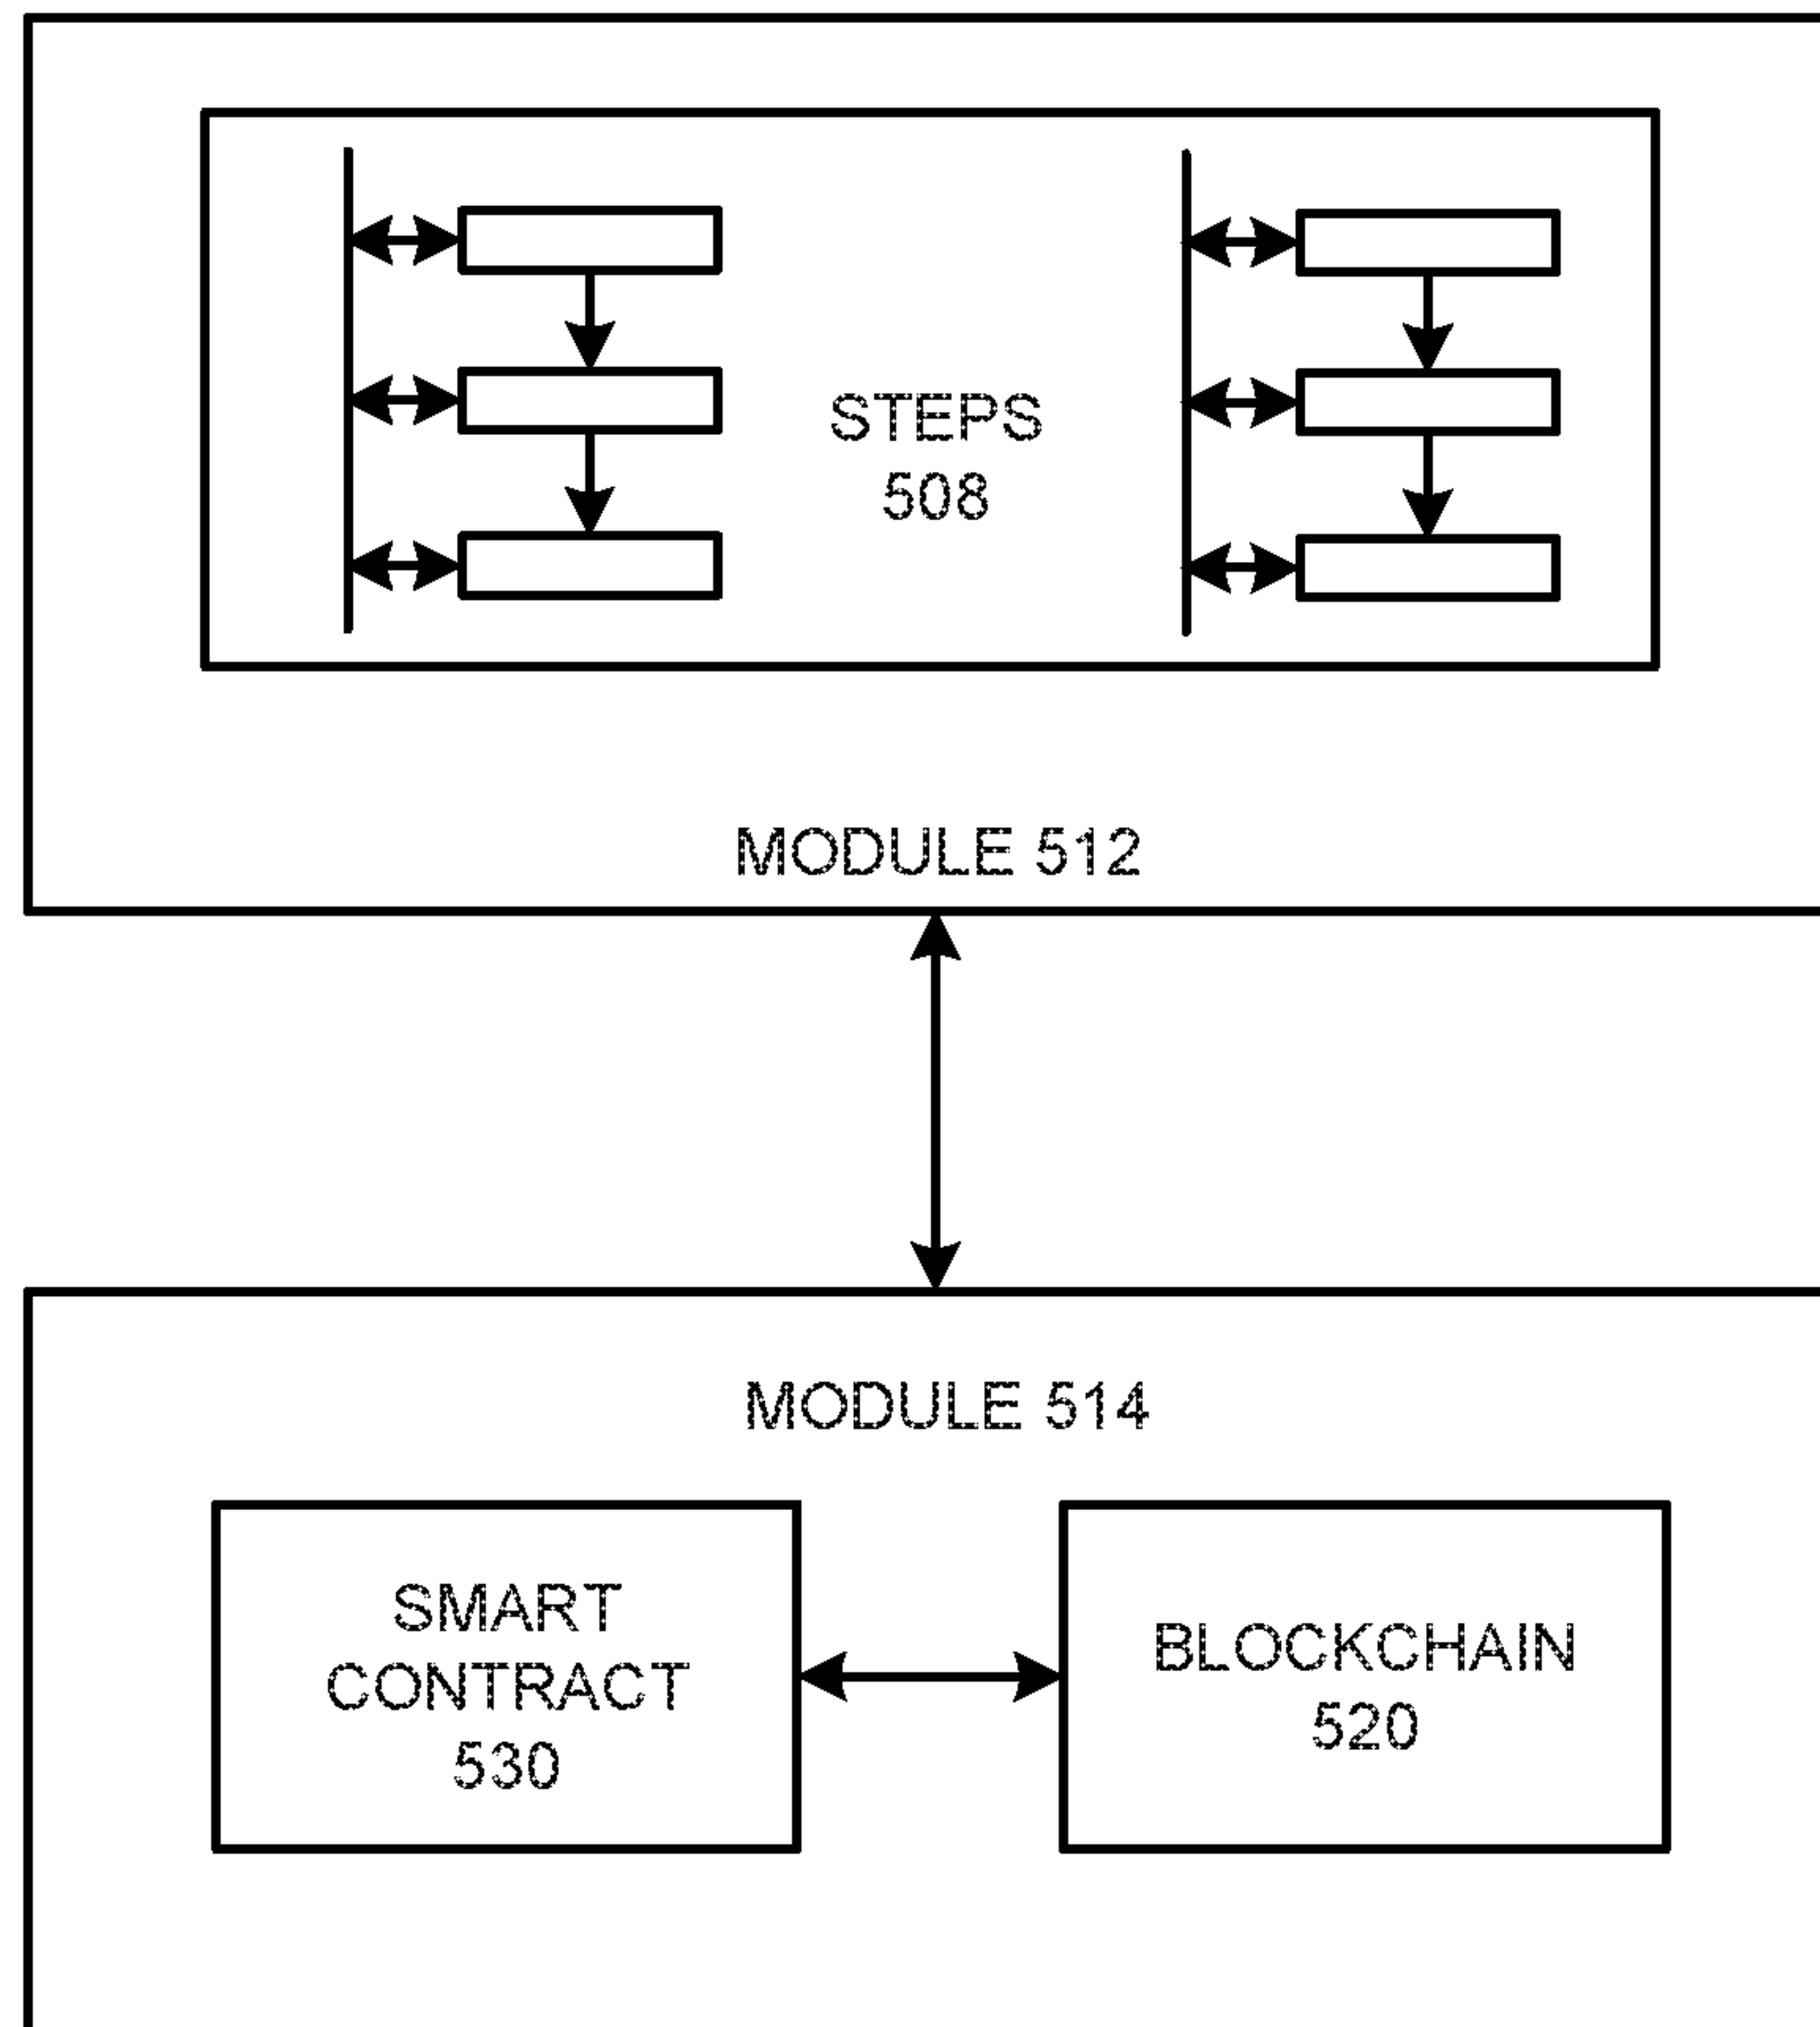 STEPS
508
MODULE 512
MODULE 514
SMART
CONTRACT
530
BLOCKCHAIN
520